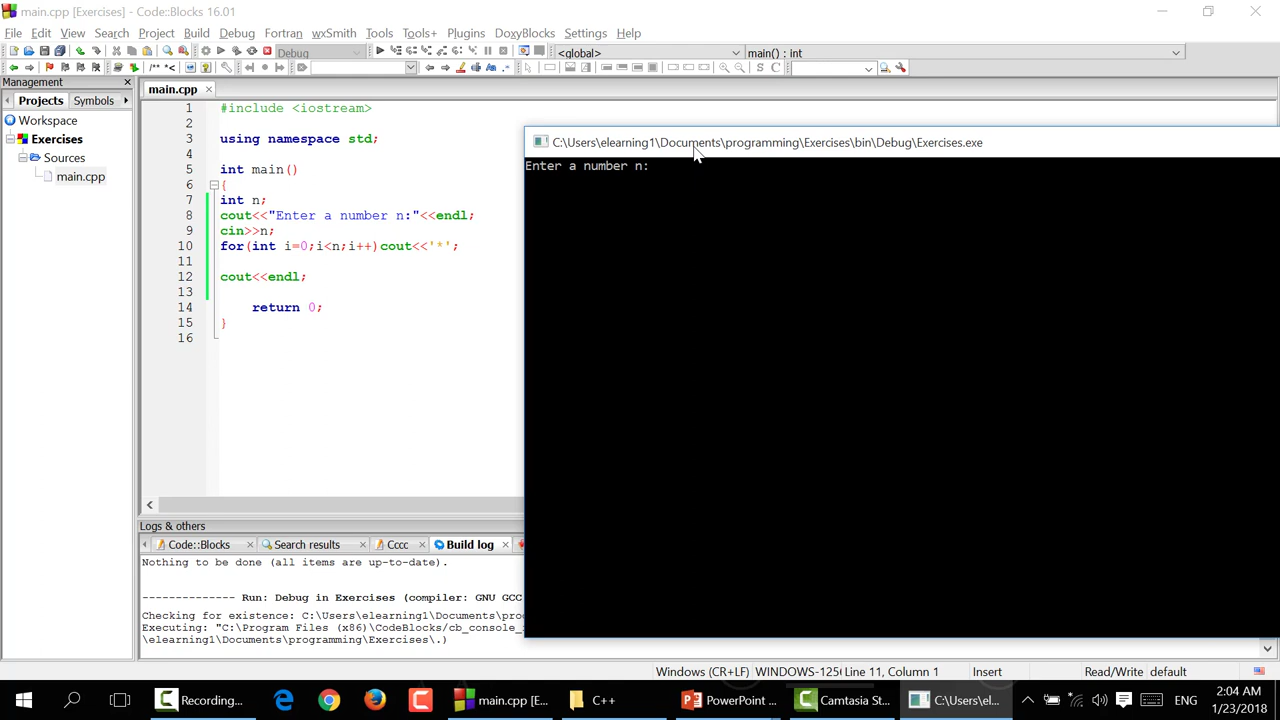 main.cpp [Exercises] - Code::Blocks 16.01
File Edit View Search Project Build Debug Fortran wxSmith Tools Tools+ Plugins DoxyBlocks Settings Help
Debug
<global>
main() : int
/** *<
Aa
.*
S C
Management
Projects Symbols
Workspace
Exercises
Sources
main.cpp
main.cpp
1 #include <iostream>
2
3 using namespace std;
4
5 int main()
6 {
7 int n;
8 cout<<"Enter a number n:"<<endl;
9 cin>>n;
10 for(int i=0;i<n;i++)cout<<'*';
11
12 cout<<endl;
13
14 return 0;
15 }
16
C:\Users\elearning1\Documents\programming\Exercises\bin\Debug\Exercises.exe
Enter a number n:
Logs & others
Code::Blocks Search results Cccc Build log
Nothing to be done (all items are up-to-date).
-------------- Run: Debug in Exercises (compiler: GNU GCC
Checking for existence: C:\Users\elearning1\Documents\pro
Executing: "C:\Program Files (x86)\CodeBlocks/cb_console_
\elearning1\Documents\programming\Exercises\.)
Windows (CR+LF) WINDOWS-125 Line 11, Column 1 Insert Read/Write default
Recording... main.cpp [E... C++ PowerPoint ... Camtasia St... C:\Users\el...
ENG
2:04 AM
1/23/2018